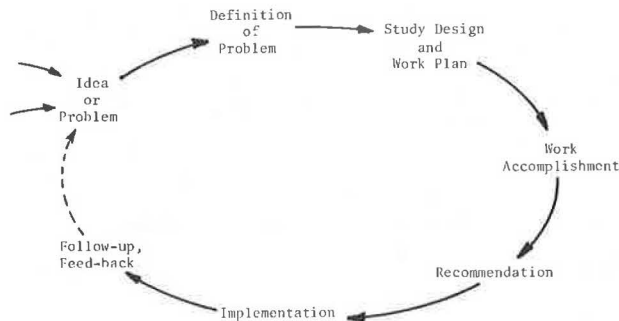 Definition
of
Problem
Study Design
and
Work Plan
Idea
or
Problem
Work
Accomplishment
Follow-up,
Feed-back
Recommendation
Implementation